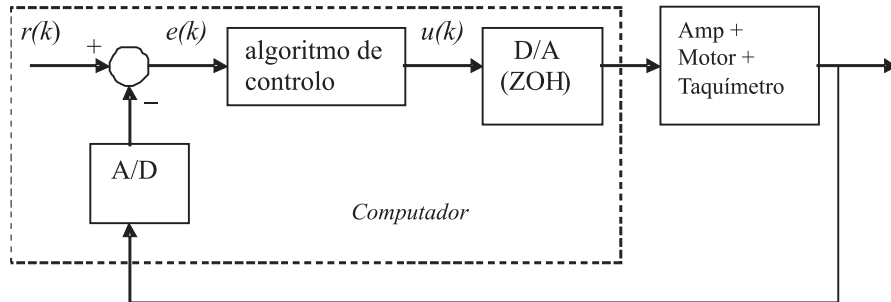 r(k)
+
e(k)
algoritmo de
controlo
u(k)
D/A
(ZOH)
Amp +
Motor +
Taquímetro
−
A/D
Computador